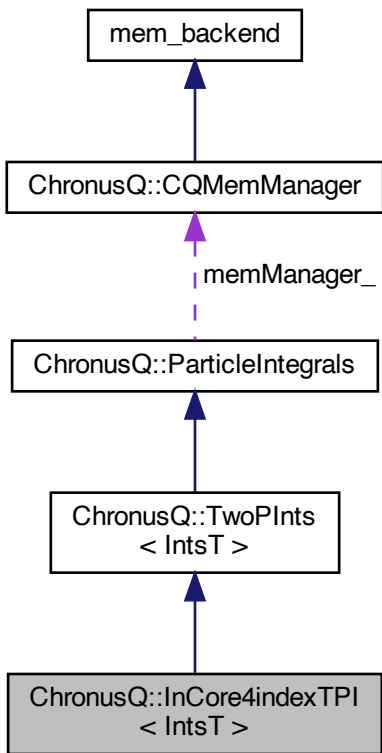 mem_backend
ChronusQ::CQMemManager
memManager_
ChronusQ::ParticleIntegrals
ChronusQ::TwoPInts
< IntsT >
ChronusQ::InCore4indexTPI
< IntsT >